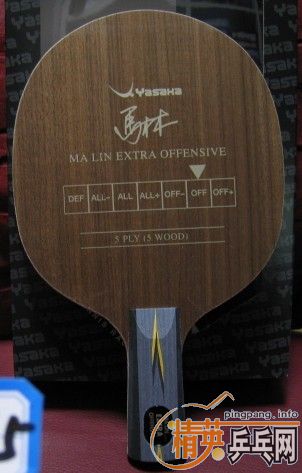 Yasaka
馬林
MA LIN EXTRA OFFENSIVE
DEF ALL- ALL ALL+ OFF- OFF OFF+
5 PLY (5 WOOD)
5
pingpang.info
精英乒乓网